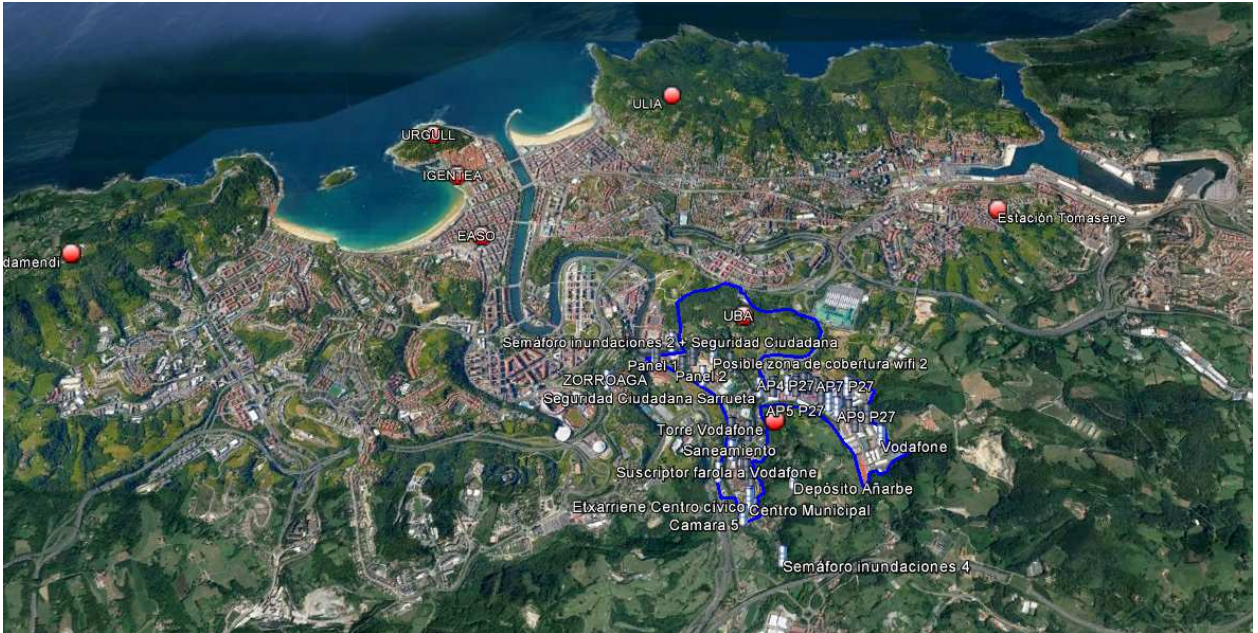 ULIA
URGULL
IGENTEA
Estación Tomasene
EASO
damendi
UBA
Semáforo inundaciones 2 + Seguridad Ciudadana
Panel 1
Posible zona de cobertura wifi 2
Panel 2
ZORROAGA
AP4 P27
AP7 P27
Seguridad Ciudadana Sarrueta
AP5 P27
AP9 P27
Torre Vodafone
Vodafone
Saneamiento
Suscriptor farola a Vodafone
Depósito Añarbe
Etxarriene Centro cívico
Centro Municipal
Camara 5
Semáforo inundaciones 4